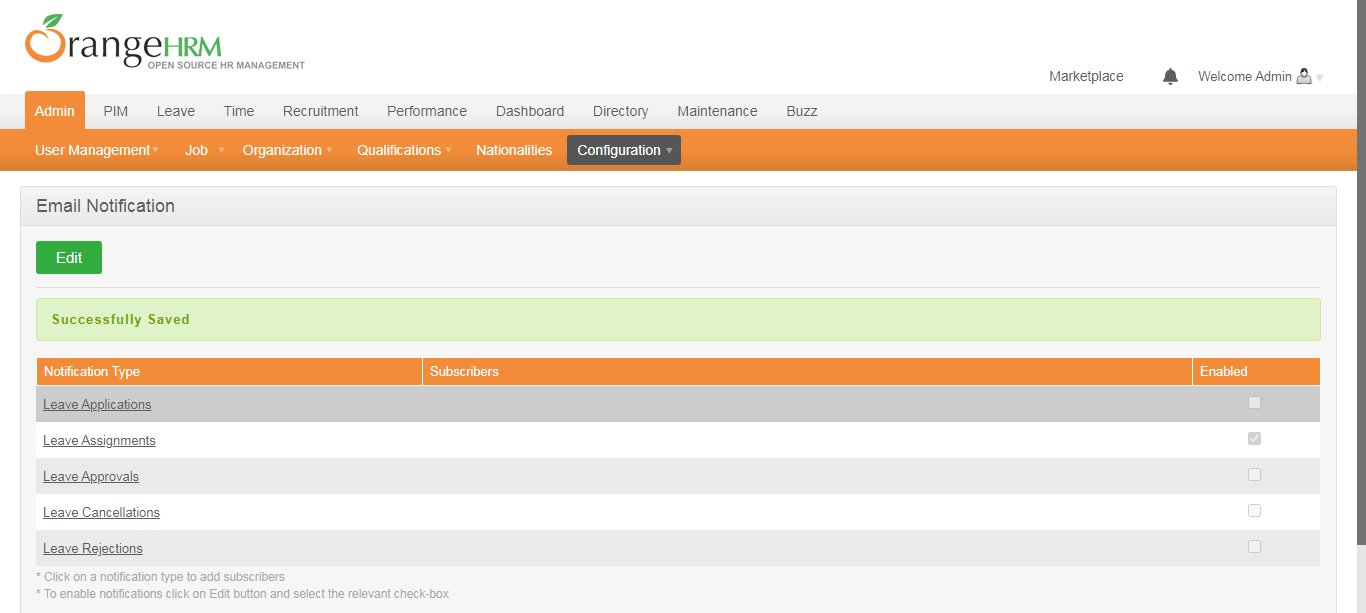 OrangeHRM
OPEN SOURCE HR MANAGEMENT
Marketplace Welcome Admin
Admin PIM Leave Time Recruitment Performance Dashboard Directory Maintenance Buzz
User Management Job Organization Qualifications Nationalities Configuration
Email Notification
Edit
Successfully Saved
Notification Type Subscribers Enabled
Leave Applications
Leave Assignments
Leave Approvals
Leave Cancellations
Leave Rejections
* Click on a notification type to add subscribers
* To enable notifications click on Edit button and select the relevant check-box